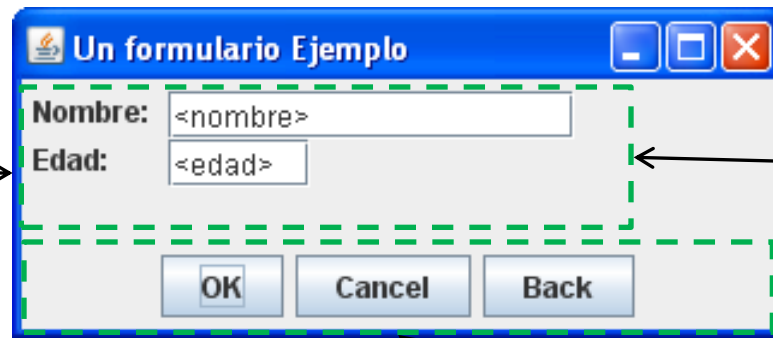 Un formulario Ejemplo
Nombre: <nombre>
Edad: <edad>
OK Cancel Back